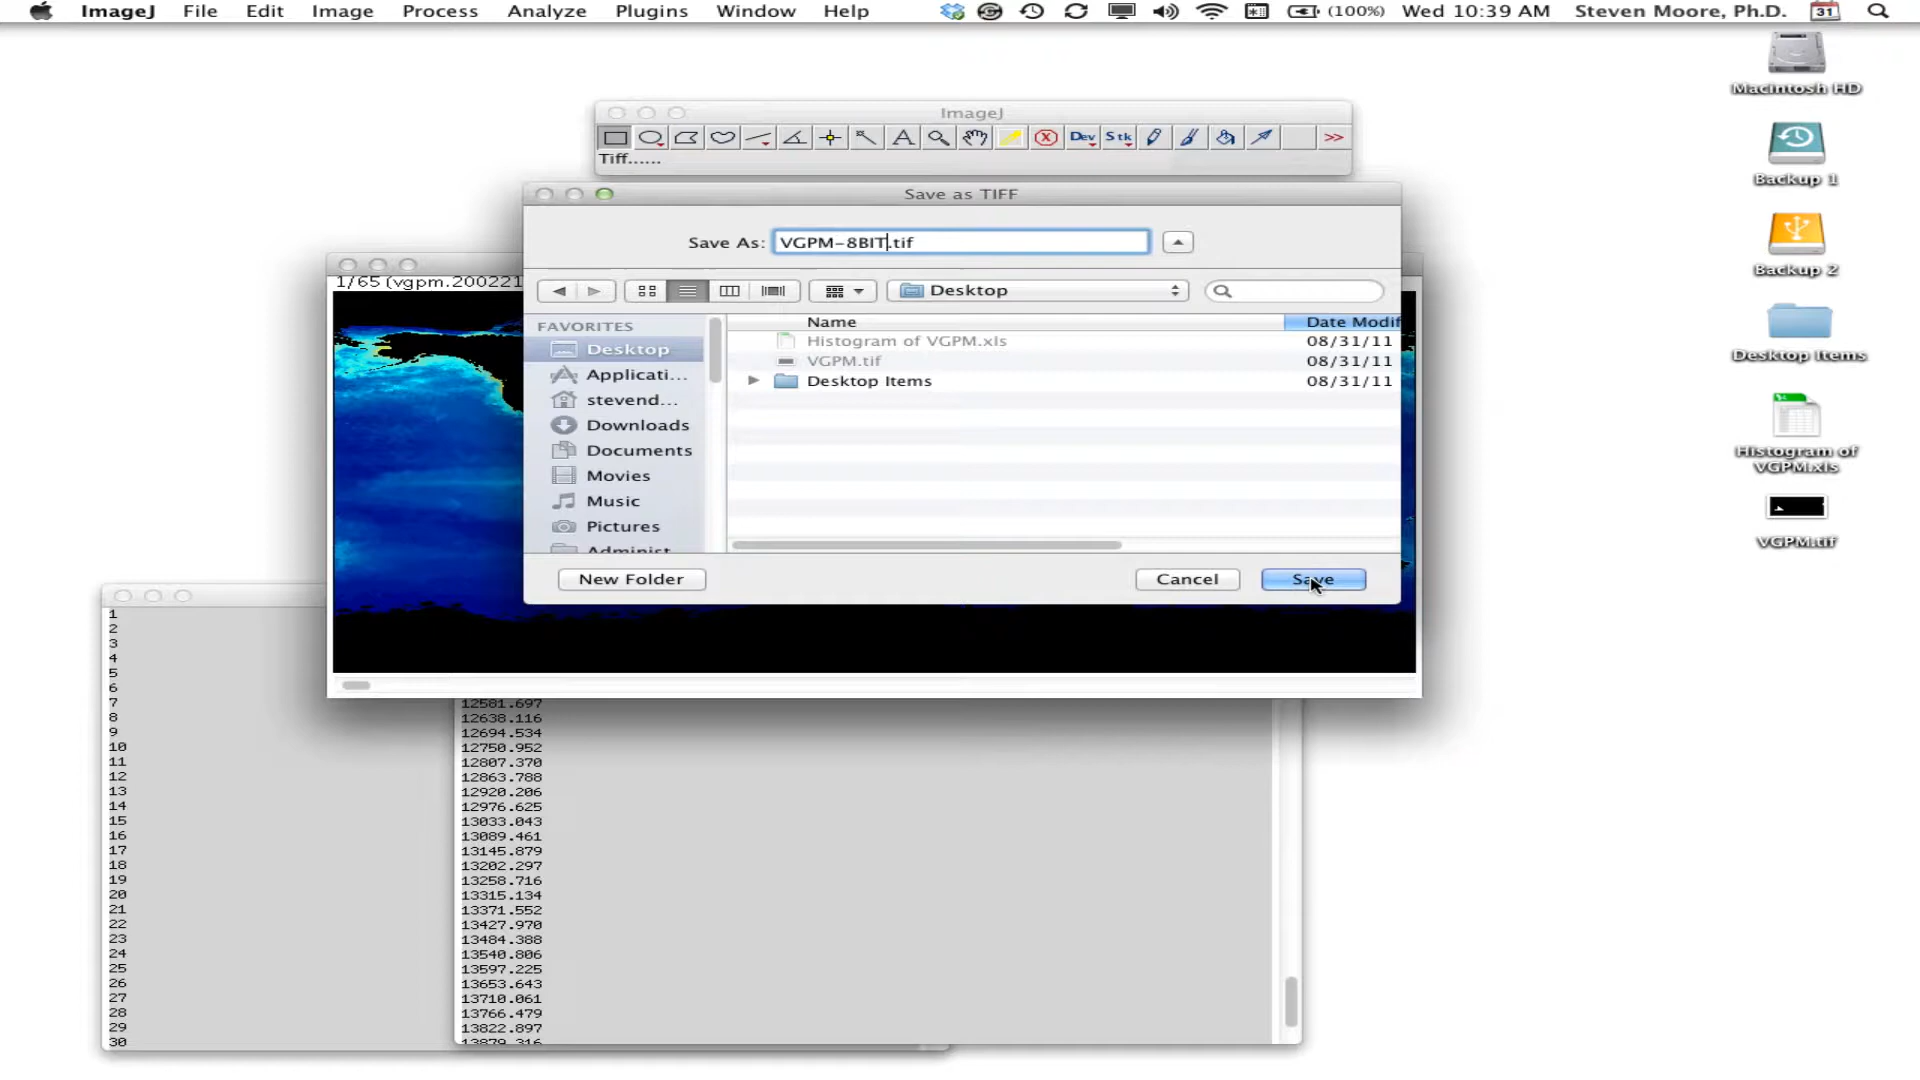 ImageJ File Edit Image Process Analyze Plugins Window Help (100%) Wed 10:39 AM Steven Moore, Ph.D. 31
Macintosh HD
Backup 1
Backup 2
Desktop Items
Histogram of
VGPM.xls
VGPM.tif
ImageJ
A Dev Stk >>
Tiff......
Save as TIFF
Save As: VGPM-8BIT.tif
Desktop
FAVORITES
Desktop
Applicati...
stevend...
Downloads
Documents
Movies
Music
Pictures
Administ...
Name Date Modif
Histogram of VGPM.xls 08/31/11
VGPM.tif 08/31/11
Desktop Items 08/31/11
New Folder Cancel Save
1/65 (vgpm.200221
1
2
3
4
5
6
7
8
9
10
11
12
13
14
15
16
17
18
19
20
21
22
23
24
25
26
27
28
29
30
12581.697
12638.116
12694.534
12750.952
12807.370
12863.788
12920.206
12976.625
13033.043
13089.461
13145.879
13202.297
13258.716
13315.134
13371.552
13427.970
13484.388
13540.806
13597.225
13653.643
13710.061
13766.479
13822.897
13879.316